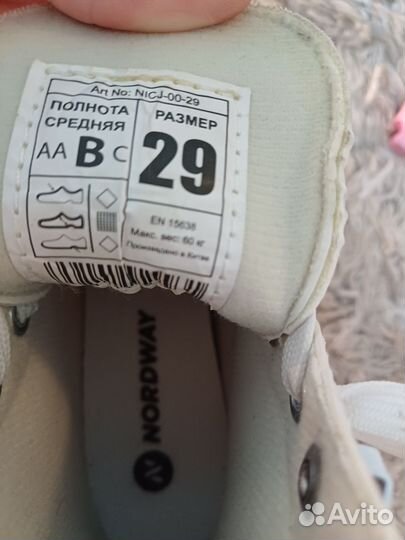 Art No: NICJ-00-29
ПОЛНОТА
СРЕДНЯЯ
AA B C
РАЗМЕР
29
EN 15638
Макс. вес: 60 кг
Произведено в Китае
NORDWAY
Avito